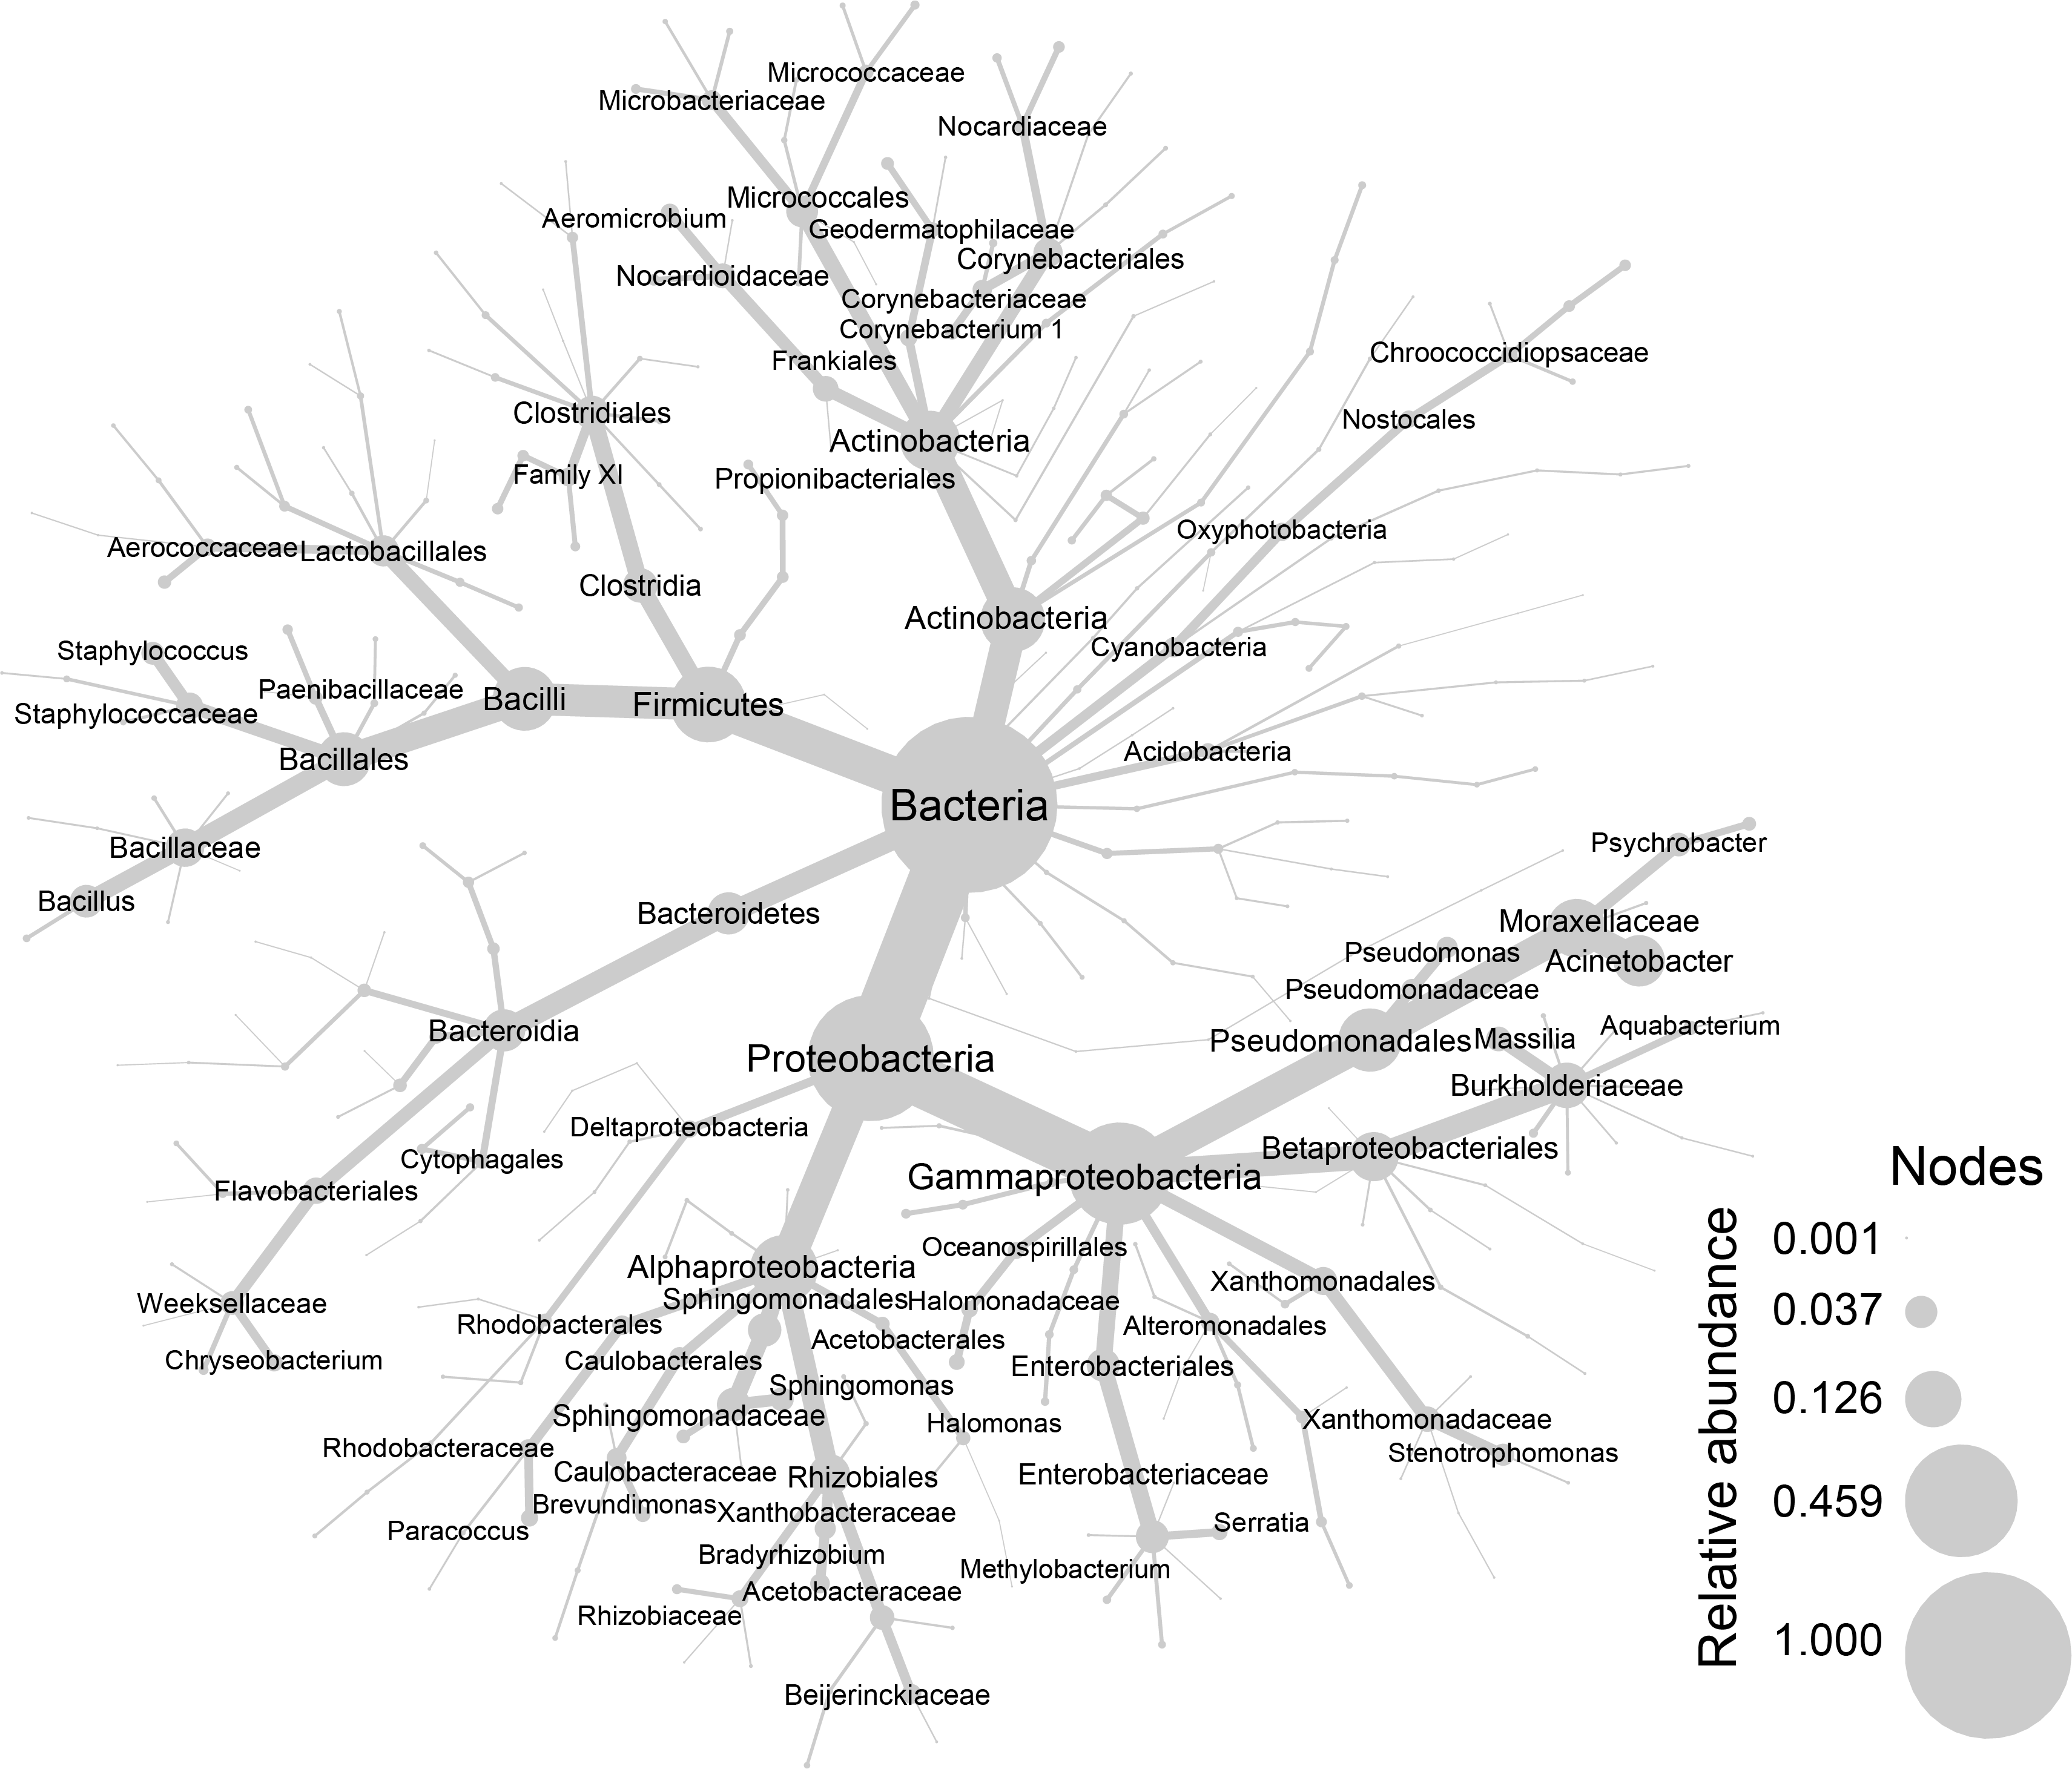 Micrococcaceae
Microbacteriaceae
Nocardiaceae
Micrococcales
Aeromicrobium
Geodermatophilaceae
Corynebacteriales
Nocardioidaceae
Corynebacteriaceae
Corynebacterium 1
Chroococcidiopsaceae
Frankiales
Clostridiales
Nostocales
Actinobacteria
Family XI
Propionibacteriales
Oxyphotobacteria
Aerococcaceae
Lactobacillales
Clostridia
Actinobacteria
Cyanobacteria
Staphylococcus
Paenibacillaceae
Bacilli
Firmicutes
Staphylococcaceae
Acidobacteria
Bacillales
Bacteria
Psychrobacter
Bacillaceae
Bacillus
Bacteroidetes
Moraxellaceae
Pseudomonas
Acinetobacter
Pseudomonadaceae
Bacteroidia
Aquabacterium
Pseudomonadales
Massilia
Proteobacteria
Burkholderiaceae
Deltaproteobacteria
Betaproteobacteriales
Cytophagales
Gammaproteobacteria
Flavobacteriales
Oceanospirillales
Alphaproteobacteria
Xanthomonadales
Sphingomonadales
Halomonadaceae
Weeksellaceae
Rhodobacterales
Alteromonadales
Acetobacterales
Chryseobacterium
Caulobacterales
Enterobacteriales
Sphingomonas
Sphingomonadaceae
Halomonas
Xanthomonadaceae
Rhodobacteraceae
Stenotrophomonas
Caulobacteraceae
Rhizobiales
Enterobacteriaceae
Brevundimonas
Xanthobacteraceae
Serratia
Paracoccus
Bradyrhizobium
Methylobacterium
Acetobacteraceae
Rhizobiaceae
Beijerinckiaceae
Nodes
Relative abundance
0.001
0.037
0.126
0.459
1.000